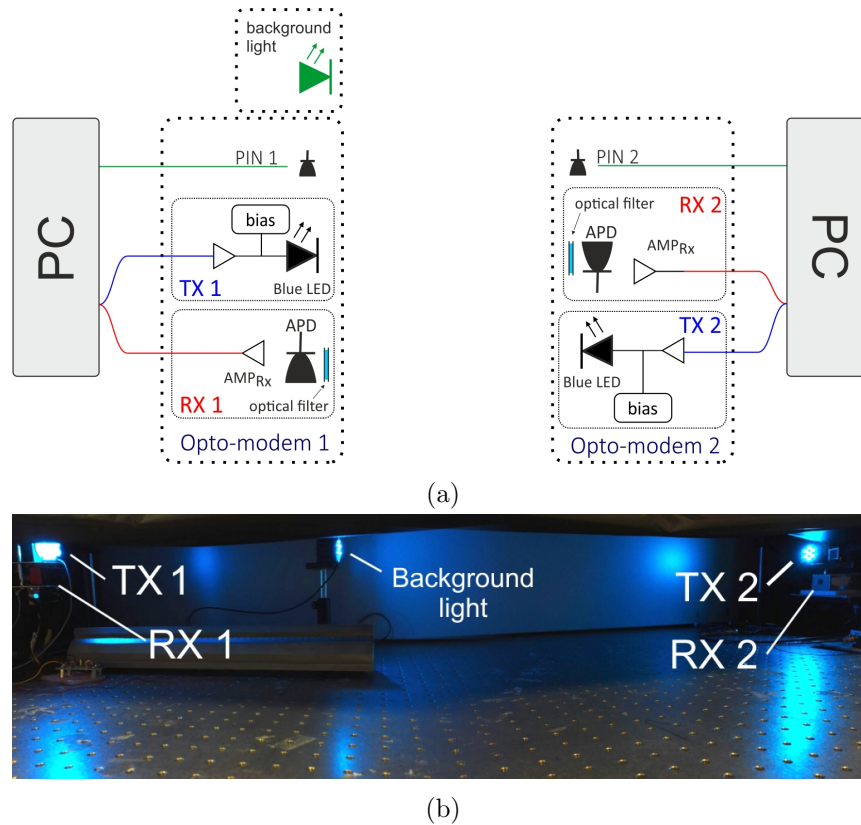 background
light
PIN 1
PIN 2
PC
bias
Blue LED
TX 1
APD
AMPRx
RX 1
optical filter
Opto-modem 1
optical filter
RX 2
APD
AMPRx
TX 2
Blue LED
bias
Opto-modem 2
PC
(a)
TX 1
RX 1
Background
light
TX 2
RX 2
(b)